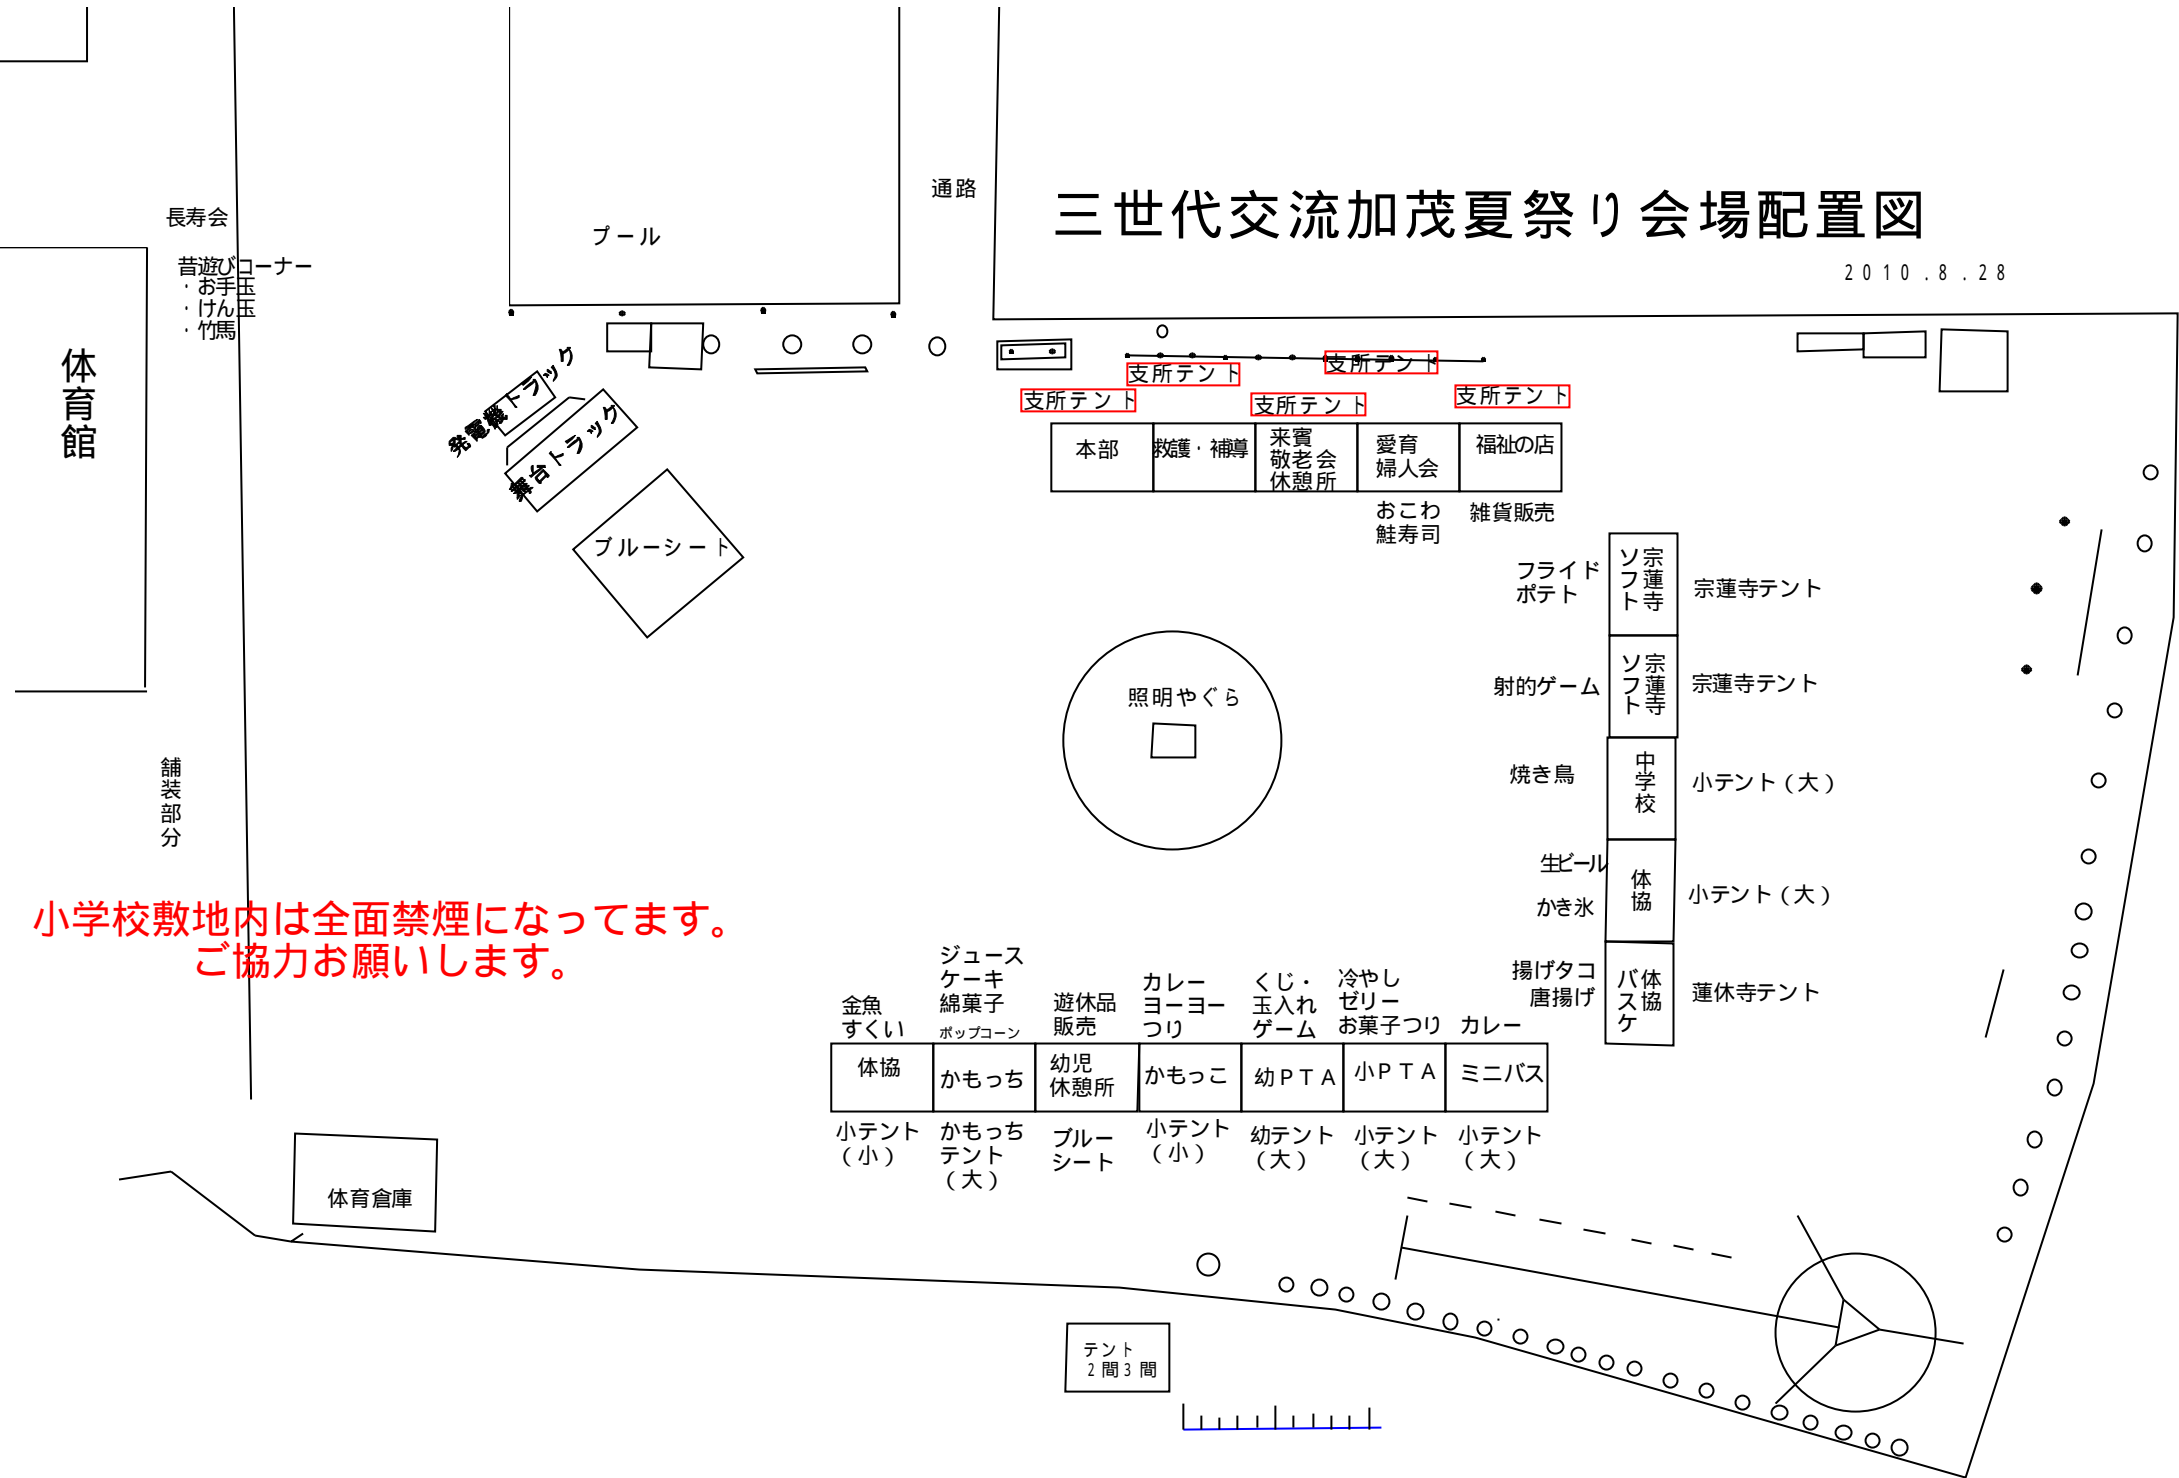 三世代交流加茂夏祭り会場配置図
2010.8.28
通路
プール
長寿会
昔遊びコーナー
・お手玉
・けん玉
・竹馬
体育館
発電機トラック
舞台トラック
ブルーシート
支所テント
支所テント
支所テント
支所テント
支所テント
本部
救護・補導
来賓
敬老会
休憩所
愛育
婦人会
福祉の店
おこわ
鮭寿司
雑貨販売
フライド
ポテト
宗蓮寺
ソフト
宗蓮寺テント
射的ゲーム
宗蓮寺
ソフト
宗蓮寺テント
焼き鳥
中学校
小テント（大）
生ビール
かき氷
体協
小テント（大）
揚げタコ
唐揚げ
体協
バスケ
蓮休寺テント
照明やぐら
舗装部分
小学校敷地内は全面禁煙になってます。
ご協力お願いします。
金魚
すくい
ジュース
ケーキ
綿菓子
ポップコーン
遊休品
販売
カレー
ヨーヨー
つり
くじ・
玉入れ
ゲーム
冷やし
ゼリー
お菓子つり
カレー
体協
かもっち
幼児
休憩所
かもっこ
幼ＰＴＡ
小ＰＴＡ
ミニバス
小テント
（小）
かもっち
テント
（大）
ブルー
シート
小テント
（小）
幼テント
（大）
小テント
（大）
小テント
（大）
体育倉庫
テント
2間3間